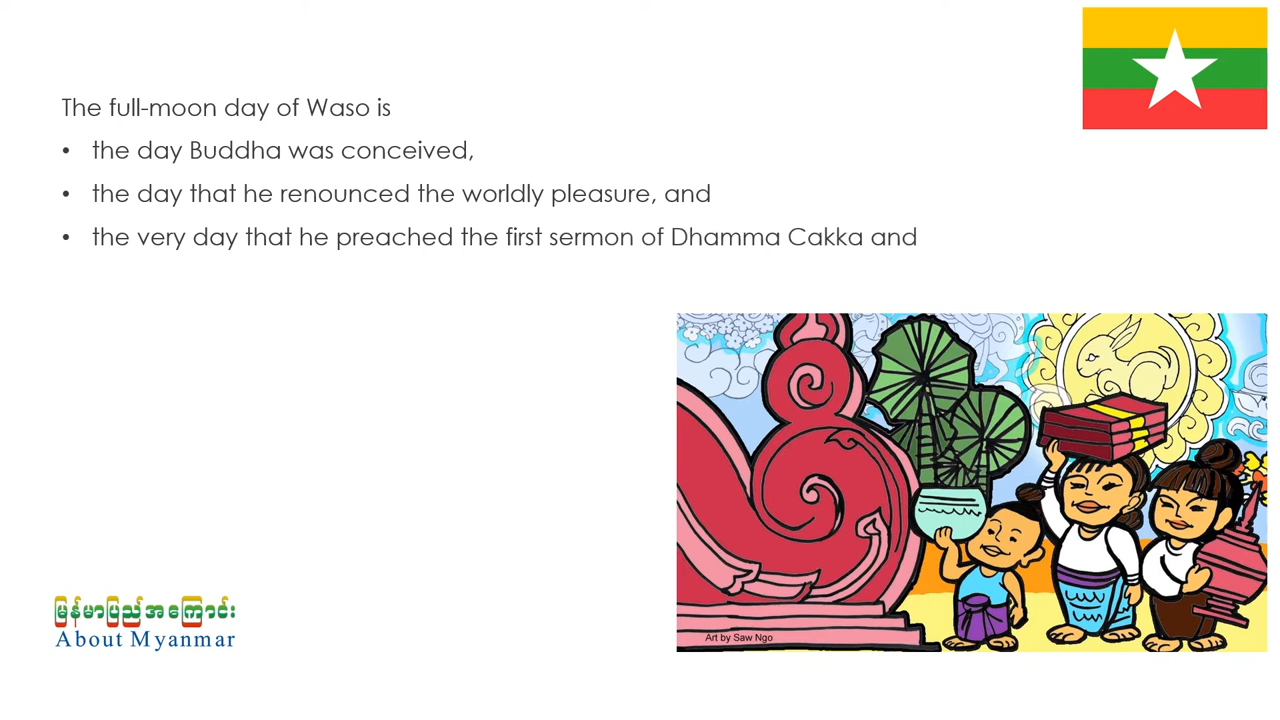 The full-moon day of Waso is
• the day Buddha was conceived,
• the day that he renounced the worldly pleasure, and
• the very day that he preached the first sermon of Dhamma Cakka and
Art by Saw Ngo
မြန်မာပြည်အကြောင်း
About Myanmar